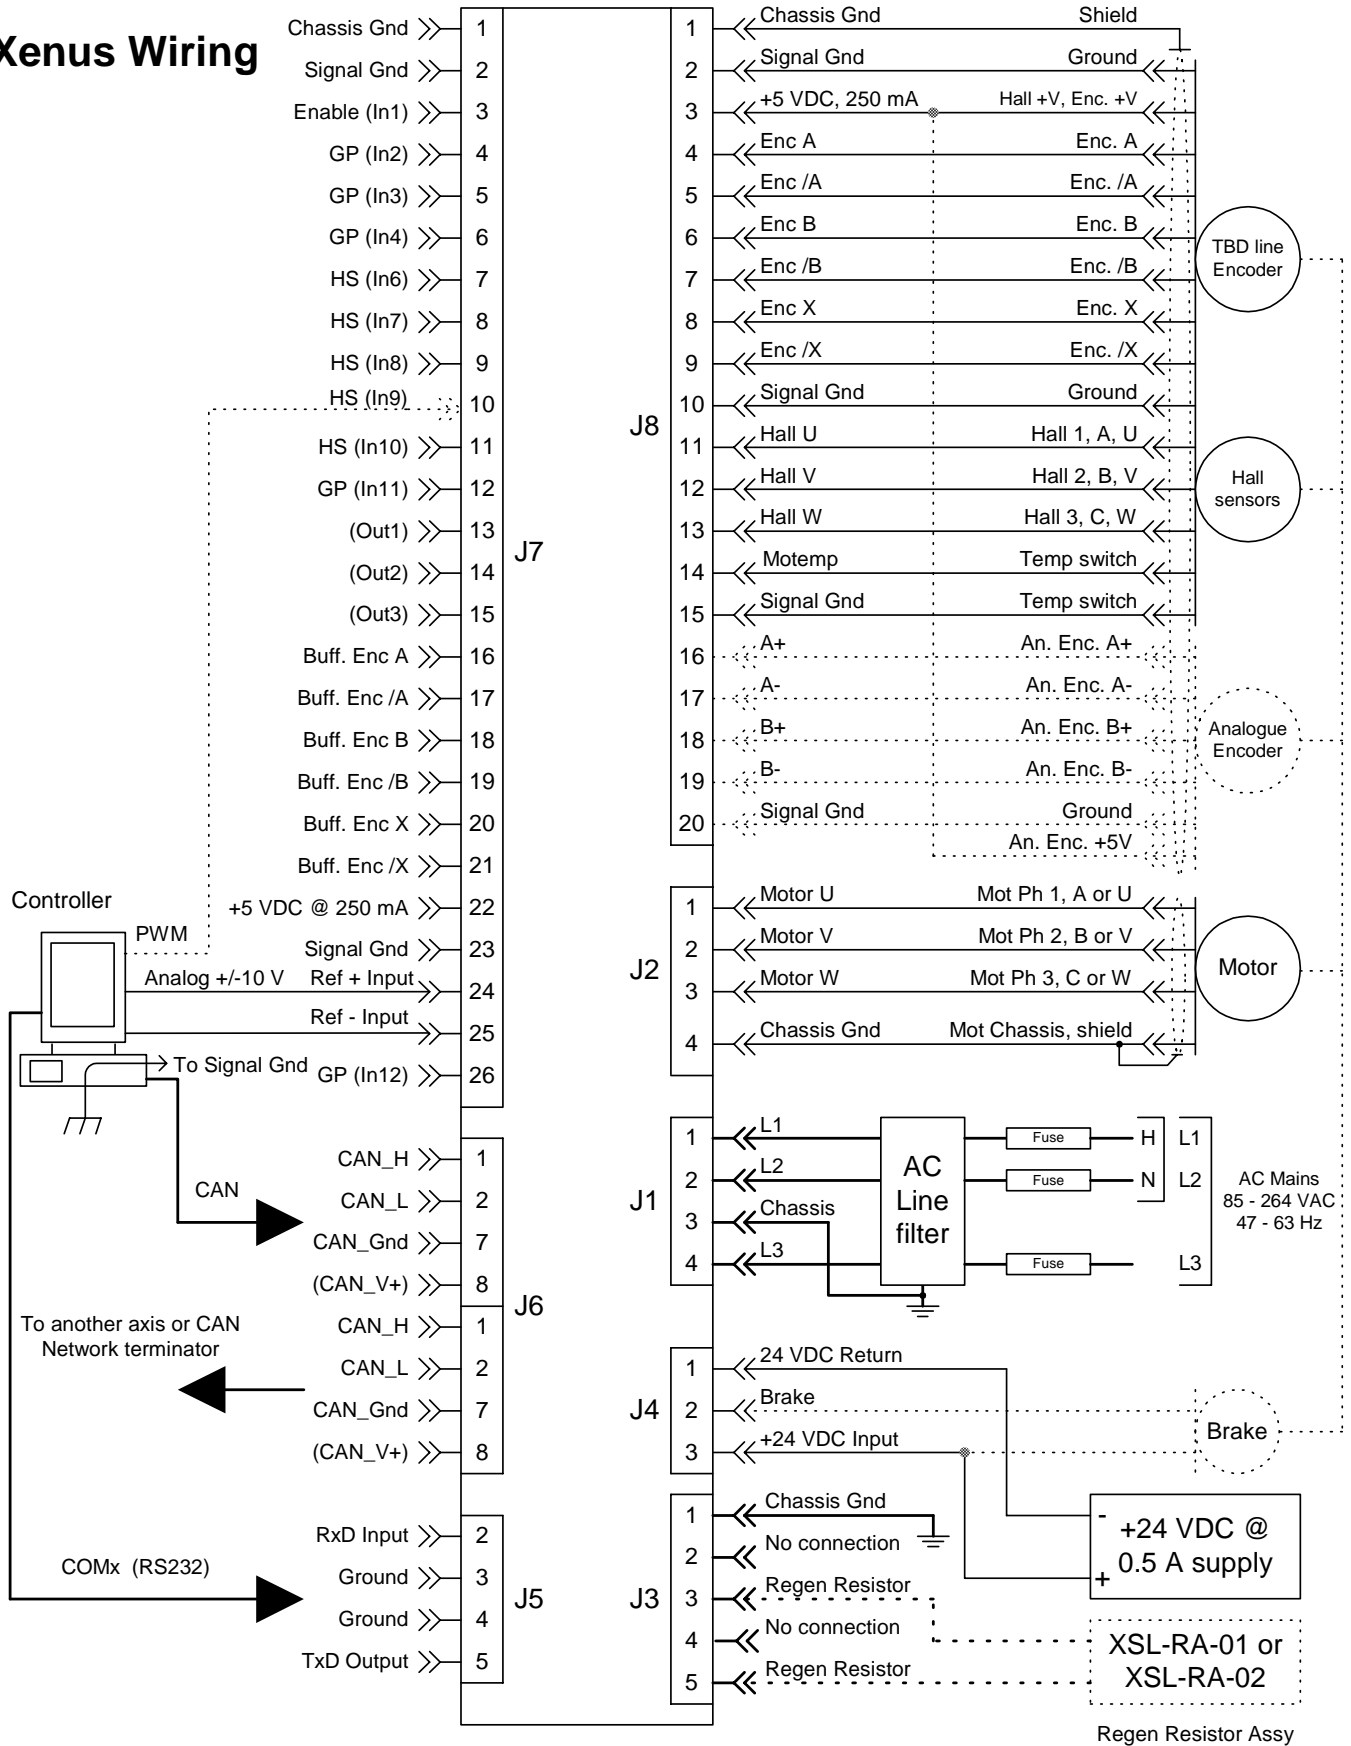 Xenus Wiring
Chassis Gnd 1
Signal Gnd 2
Enable (In1) 3
GP (In2) 4
GP (In3) 5
GP (In4) 6
HS (In6) 7
HS (In7) 8
HS (In8) 9
HS (In9) 10
HS (In10) 11
GP (In11) 12
(Out1) 13
(Out2) 14
(Out3) 15
Buff. Enc A 16
Buff. Enc /A 17
Buff. Enc B 18
Buff. Enc /B 19
Buff. Enc X 20
Buff. Enc /X 21
+5 VDC @ 250 mA 22
Signal Gnd 23
Ref + Input 24
Ref - Input 25
GP (In12) 26
J7
Controller
PWM
Analog +/-10 V
To Signal Gnd
CAN
CAN_H 1
CAN_L 2
CAN_Gnd 7
(CAN_V+) 8
J6
CAN_H 1
CAN_L 2
CAN_Gnd 7
(CAN_V+) 8
To another axis or CAN
Network terminator
COMx (RS232)
RxD Input 2
Ground 3
Ground 4
TxD Output 5
J5
J8
1 Chassis Gnd Shield
2 Signal Gnd Ground
3 +5 VDC, 250 mA Hall +V, Enc. +V
4 Enc A Enc. A
5 Enc /A Enc. /A
6 Enc B Enc. B
7 Enc /B Enc. /B
8 Enc X Enc. X
9 Enc /X Enc. /X
10 Signal Gnd Ground
11 Hall U Hall 1, A, U
12 Hall V Hall 2, B, V
13 Hall W Hall 3, C, W
14 Motemp Temp switch
15 Signal Gnd Temp switch
16 A+ An. Enc. A+
17 A- An. Enc. A-
18 B+ An. Enc. B+
19 B- An. Enc. B-
20 Signal Gnd Ground
An. Enc. +5V
TBD line
Encoder
Hall
sensors
Analogue
Encoder
J2
1 Motor U Mot Ph 1, A or U
2 Motor V Mot Ph 2, B or V
3 Motor W Mot Ph 3, C or W
4 Chassis Gnd Mot Chassis, shield
Motor
J1
1 L1
2 L2
3 Chassis
4 L3
AC
Line
filter
Fuse H L1
Fuse N L2
Fuse L3
AC Mains
85 - 264 VAC
47 - 63 Hz
J4
1 24 VDC Return
2 Brake
3 +24 VDC Input
Brake
- +24 VDC @
+ 0.5 A supply
J3
1 Chassis Gnd
2 No connection
3 Regen Resistor
4 No connection
5 Regen Resistor
XSL-RA-01 or
XSL-RA-02
Regen Resistor Assy